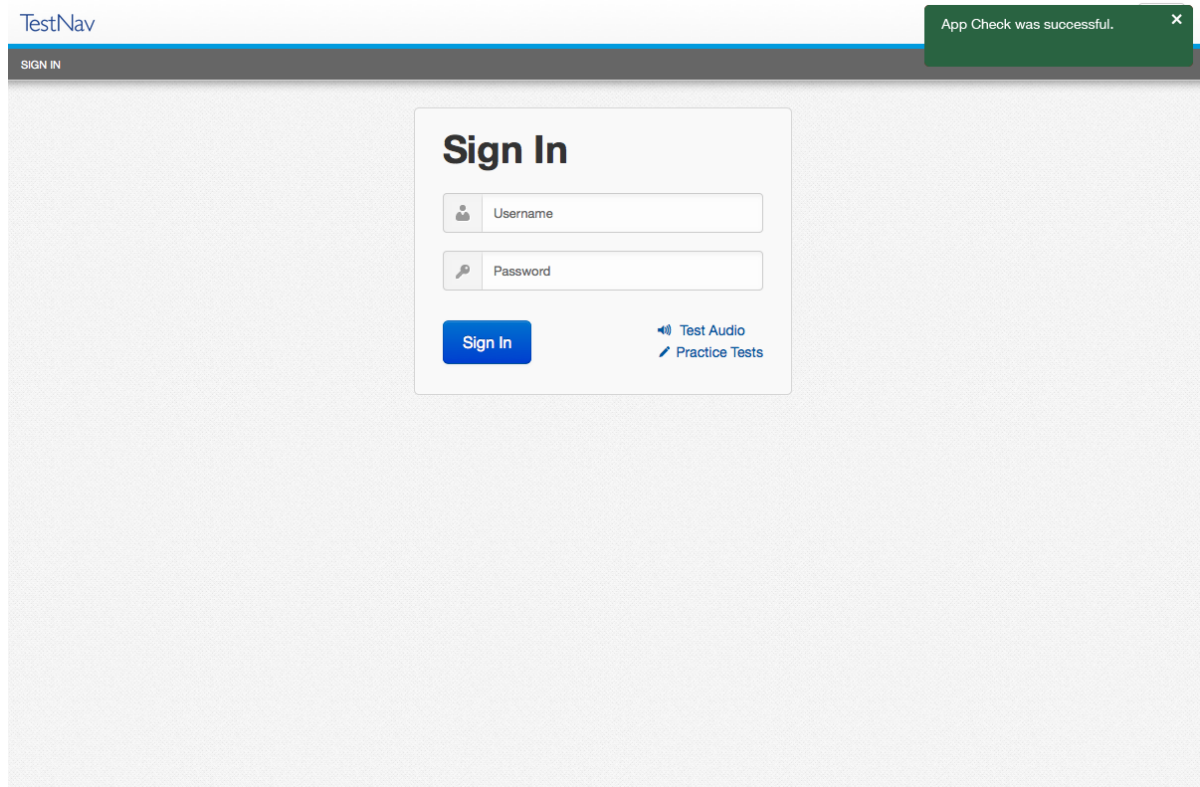 TestNav
App Check was successful.
SIGN IN
Sign In
Username
Password
Sign In
Test Audio
Practice Tests